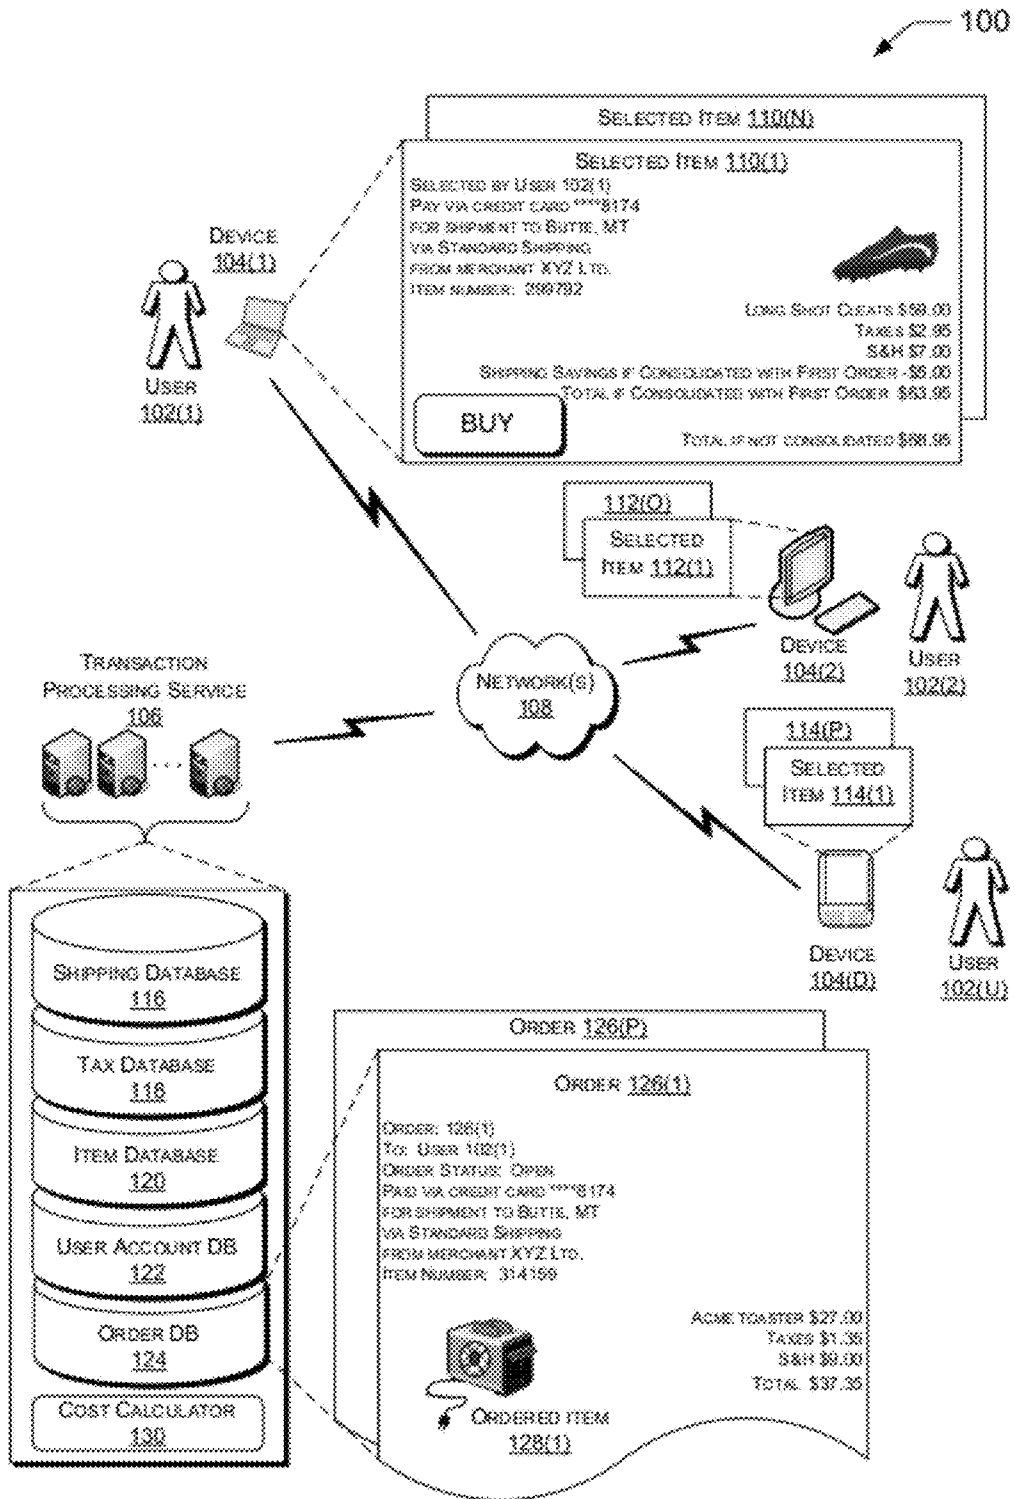 100
Selected Item 110(N)
Selected Item 110(1)
Selected by User 102(1)
Pay via credit card ****8174
for shipment to Butte, MT
via Standard Shipping
from merchant XYZ Ltd.
Item number: 299792
Long Shot Cleats $59.00
Taxes $2.95
S&H $7.00
Shipping Savings if Consolidated with First Order -$5.00
Total if Consolidated with First Order $63.95
BUY
Total if not consolidated $68.95
Device
104(1)
User
102(1)
112(O)
Selected
Item 112(1)
Device
104(2)
User
102(2)
Network(s)
108
Transaction
Processing Service
106
114(P)
Selected
Item 114(1)
Device
104(D)
User
102(U)
Shipping Database
116
Tax Database
118
Item Database
120
User Account DB
122
Order DB
124
Cost Calculator
130
Order 126(P)
Order 126(1)
Order: 126(1)
To: User 102(1)
Order Status: Open
Paid via credit card ****8174
for shipment to Butte, MT
via Standard Shipping
from merchant XYZ Ltd.
Item Number: 314159
Acme toaster $27.00
Taxes $1.35
S&H $9.00
Total $37.35
Ordered item
128(1)